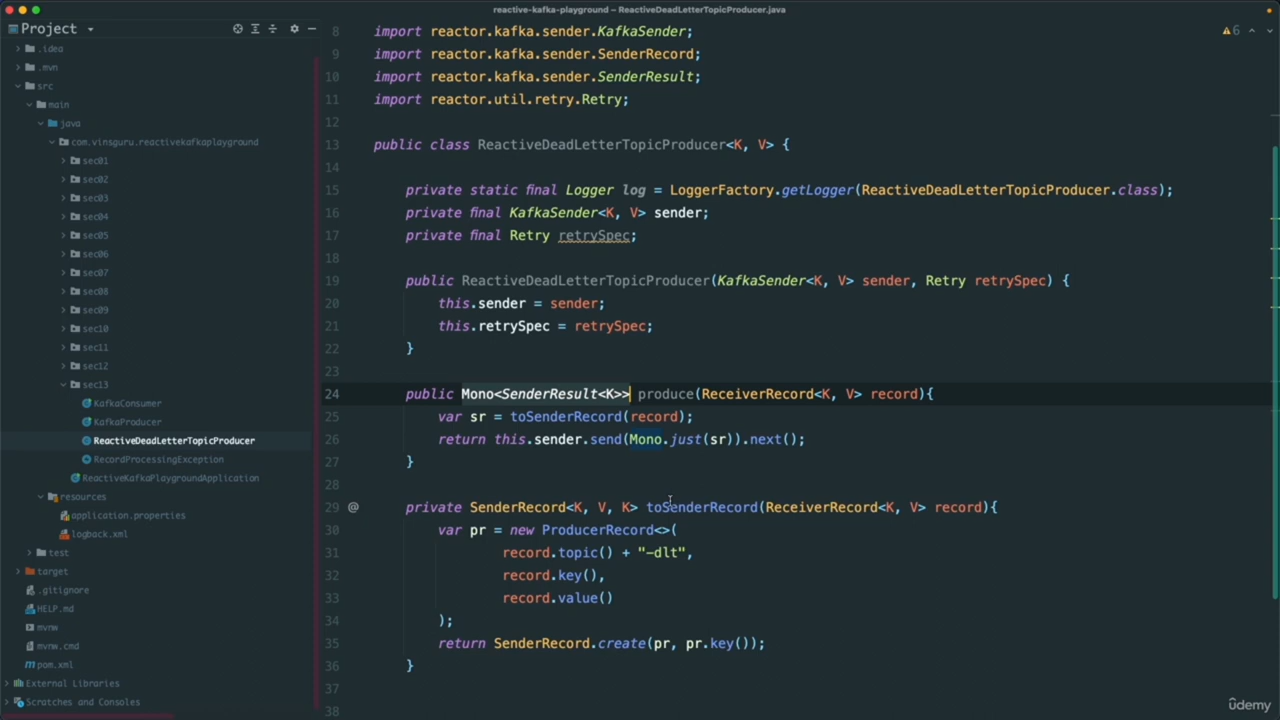 reactive-kafka-playground – ReactiveDeadLetterTopicProducer.java
Project
.idea
.mvn
src
main
java
com.vinsguru.reactivekafkaplayground
sec01
sec02
sec03
sec04
sec05
sec06
sec07
sec08
sec09
sec10
sec11
sec12
sec13
KafkaConsumer
KafkaProducer
ReactiveDeadLetterTopicProducer
RecordProcessingException
ReactiveKafkaPlaygroundApplication
resources
application.properties
logback.xml
test
target
.gitignore
HELP.md
mvnw
mvnw.cmd
pom.xml
External Libraries
Scratches and Consoles
6
8 import reactor.kafka.sender.KafkaSender;
9 import reactor.kafka.sender.SenderRecord;
10 import reactor.kafka.sender.SenderResult;
11 import reactor.util.retry.Retry;
12
13 public class ReactiveDeadLetterTopicProducer<K, V> {
14
15 private static final Logger log = LoggerFactory.getLogger(ReactiveDeadLetterTopicProducer.class);
16 private final KafkaSender<K, V> sender;
17 private final Retry retrySpec;
18
19 public ReactiveDeadLetterTopicProducer(KafkaSender<K, V> sender, Retry retrySpec) {
20 this.sender = sender;
21 this.retrySpec = retrySpec;
22 }
23
24 public Mono<SenderResult<K>> produce(ReceiverRecord<K, V> record){
25 var sr = toSenderRecord(record);
26 return this.sender.send(Mono.just(sr)).next();
27 }
28
29 @ private SenderRecord<K, V, K> toSenderRecord(ReceiverRecord<K, V> record){
30 var pr = new ProducerRecord<>(
31 record.topic() + "-dlt",
32 record.key(),
33 record.value()
34 );
35 return SenderRecord.create(pr, pr.key());
36 }
37
38
ûdemy